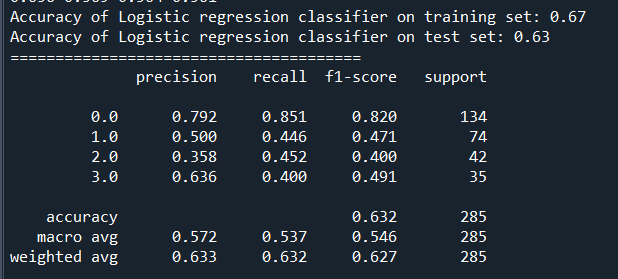 Accuracy of Logistic regression classifier on training set: 0.67
Accuracy of Logistic regression classifier on test set: 0.63
=======================================
precision recall f1-score support
0.0 0.792 0.851 0.820 134
1.0 0.500 0.446 0.471 74
2.0 0.358 0.452 0.400 42
3.0 0.636 0.400 0.491 35
accuracy 0.632 285
macro avg 0.572 0.537 0.546 285
weighted avg 0.633 0.632 0.627 285